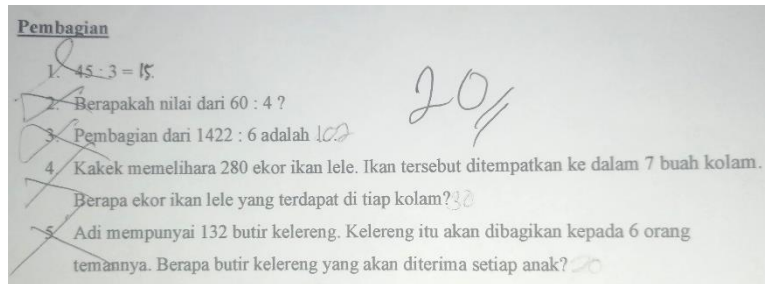 Pembagian
1. 45 : 3 = 15.
20
2. Berapakah nilai dari 60 : 4 ?
3. Pembagian dari 1422 : 6 adalah 102
4. Kakek memelihara 280 ekor ikan lele. Ikan tersebut ditempatkan ke dalam 7 buah kolam.
Berapa ekor ikan lele yang terdapat di tiap kolam? 30
5. Adi mempunyai 132 butir kelereng. Kelereng itu akan dibagikan kepada 6 orang
temannya. Berapa butir kelereng yang akan diterima setiap anak? 20